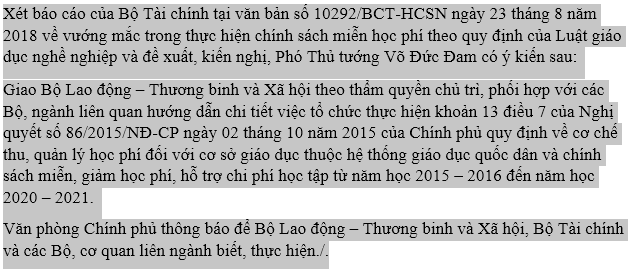 Xét báo cáo của Bộ Tài chính tại văn bản số 10292/BCT-HCSN ngày 23 tháng 8 năm
2018 về vướng mắc trong thực hiện chính sách miễn học phí theo quy định của Luật giáo
dục nghề nghiệp và đề xuất, kiến nghị, Phó Thủ tướng Võ Đức Đam có ý kiến sau:
Giao Bộ Lao động – Thương binh và Xã hội theo thẩm quyền chủ trì, phối hợp với các
Bộ, ngành liên quan hướng dẫn chi tiết việc tổ chức thực hiện khoản 13 điều 7 của Nghị
quyết số 86/2015/NĐ-CP ngày 02 tháng 10 năm 2015 của Chính phủ quy định về cơ chế
thu, quản lý học phí đối với cơ sở giáo dục thuộc hệ thống giáo dục quốc dân và chính
sách miễn, giảm học phí, hỗ trợ chi phí học tập từ năm học 2015 – 2016 đến năm học
2020 – 2021.
Văn phòng Chính phủ thông báo để Bộ Lao động – Thương binh và Xã hội, Bộ Tài chính
và các Bộ, cơ quan liên ngành biết, thực hiện./.